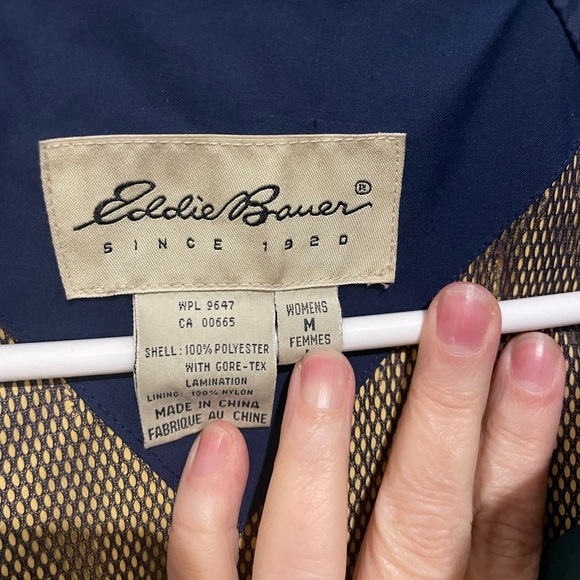 Eddie Bauer®
SINCE 1920
WPL 9647
CA 00665
SHELL: 100% POLYESTER
WITH GORE-TEX
LAMINATION
LINING: 100% NYLON
MADE IN CHINA
FABRIQUE AU CHINE
WOMENS
M
FEMMES